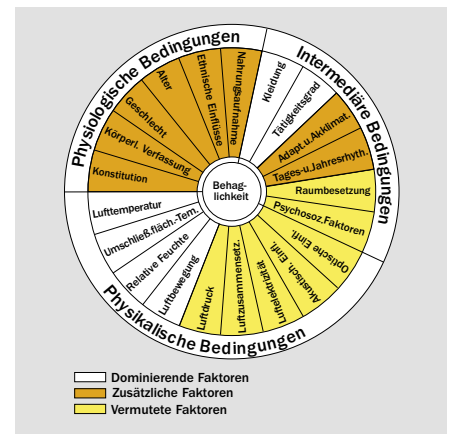 Physiologische Bedingungen
Intermediäre Bedingungen
Physikalische Bedingungen
Konstitution
Körperl. Verfassung
Geschlecht
Alter
Ethnische Einflüsse
Nahrungsaufnahme
Kleidung
Tätigkeitsgrad
Adapt.u.Akklimat.
Tages-u.Jahresrhyth.
Raumbesetzung
Psychosoz.Faktoren
Optische Einfl.
Akustisch. Einfl.
Luftelektrizität
Luftzusammensetz.
Luftdruck
Luftbewegung
Relative Feuchte
Umschließ.fläch.-Tem.
Lufttemperatur
Behag-
lichkeit
Dominierende Faktoren
Zusätzliche Faktoren
Vermutete Faktoren